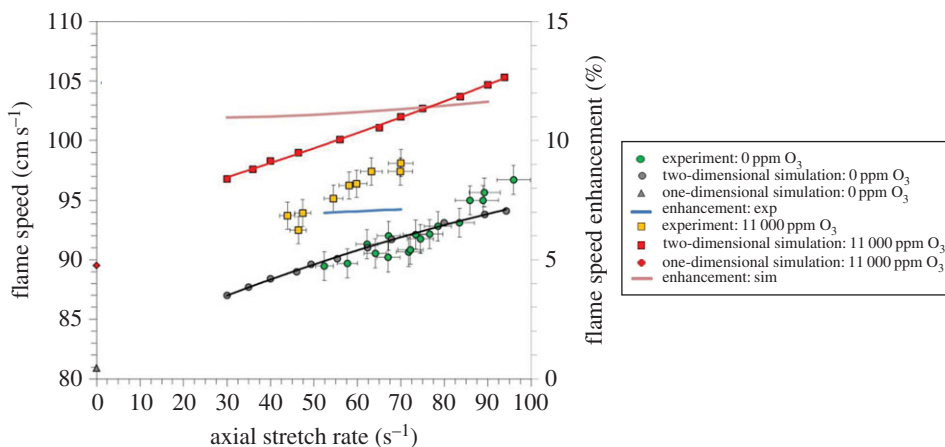 110
105
100
95
90
85
80
flame speed (cm s−1)
15
10
5
0
flame speed enhancement (%)
0 10 20 30 40 50 60 70 80 90 100
axial stretch rate (s−1)
experiment: 0 ppm O3
two-dimensional simulation: 0 ppm O3
one-dimensional simulation: 0 ppm O3
enhancement: exp
experiment: 11 000 ppm O3
two-dimensional simulation: 11 000 ppm O3
one-dimensional simulation: 11 000 ppm O3
enhancement: sim